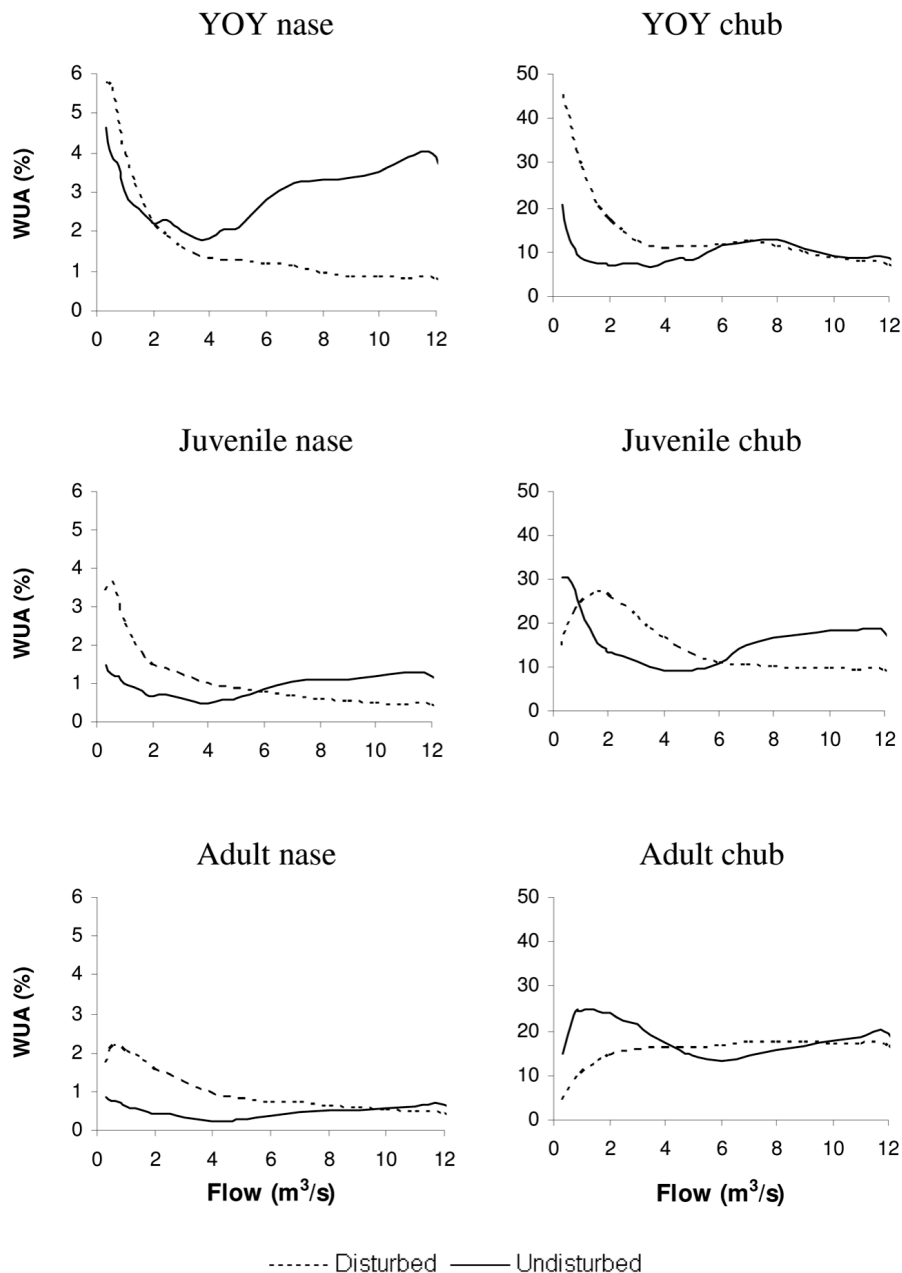 YOY nase
YOY chub
WUA (%)
6
5
4
3
2
1
0
0 2 4 6 8 10 12
50
40
30
20
10
0
0 2 4 6 8 10 12
Juvenile nase
Juvenile chub
WUA (%)
6
5
4
3
2
1
0
0 2 4 6 8 10 12
50
40
30
20
10
0
0 2 4 6 8 10 12
Adult nase
Adult chub
WUA (%)
6
5
4
3
2
1
0
0 2 4 6 8 10 12
Flow (m³/s)
50
40
30
20
10
0
0 2 4 6 8 10 12
Flow (m³/s)
Disturbed Undisturbed